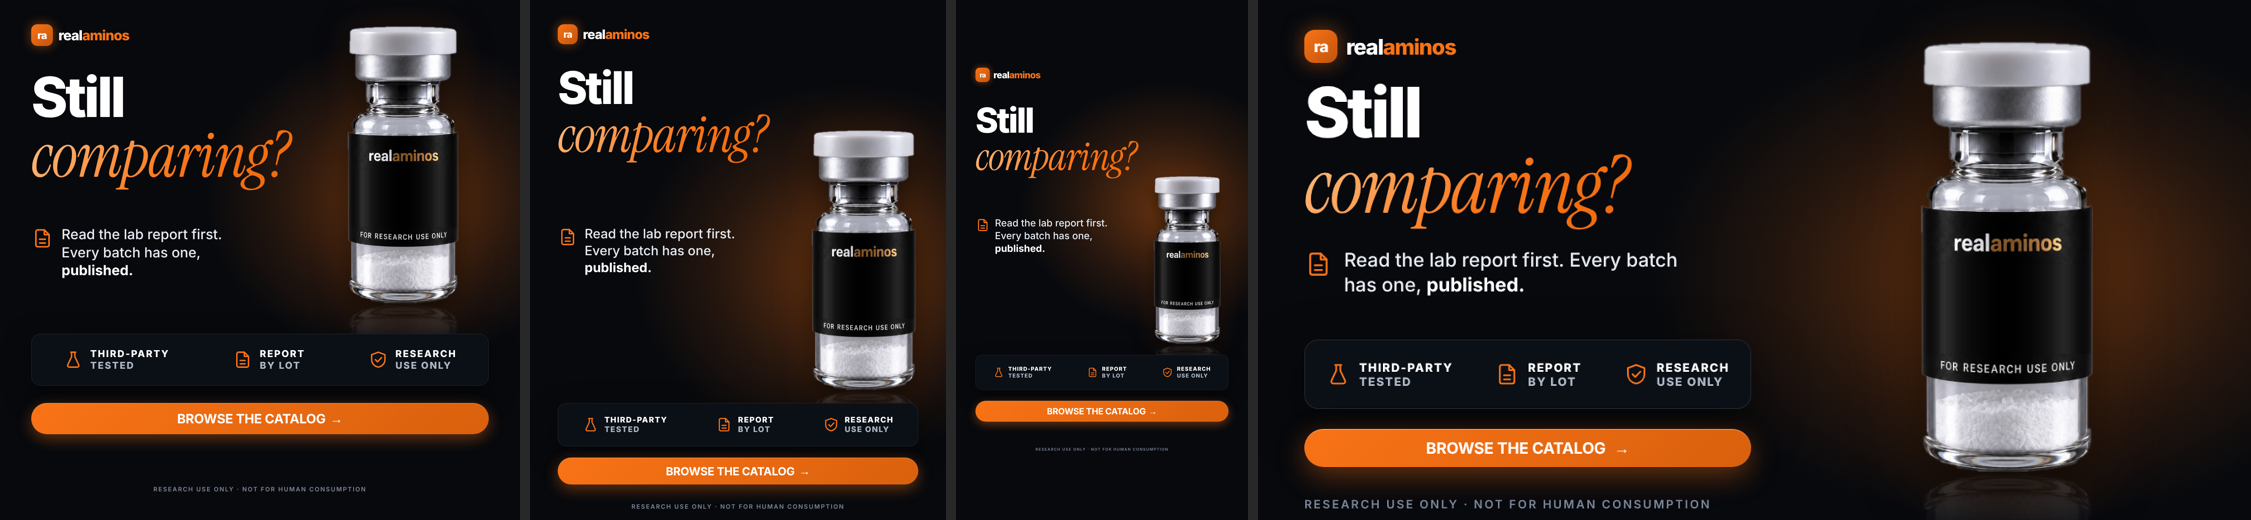 ra realaminos
Still
comparing?
Read the lab report first.
Every batch has one,
published.
realaminos
FOR RESEARCH USE ONLY
THIRD-PARTY
TESTED
REPORT
BY LOT
RESEARCH
USE ONLY
BROWSE THE CATALOG →
RESEARCH USE ONLY · NOT FOR HUMAN CONSUMPTION
ra realaminos
Still
comparing?
Read the lab report first.
Every batch has one,
published.
realaminos
FOR RESEARCH USE ONLY
THIRD-PARTY
TESTED
REPORT
BY LOT
RESEARCH
USE ONLY
BROWSE THE CATALOG →
RESEARCH USE ONLY · NOT FOR HUMAN CONSUMPTION
ra realaminos
Still
comparing?
Read the lab report first.
Every batch has one,
published.
realaminos
FOR RESEARCH USE ONLY
THIRD-PARTY
TESTED
REPORT
BY LOT
RESEARCH
USE ONLY
BROWSE THE CATALOG →
RESEARCH USE ONLY · NOT FOR HUMAN CONSUMPTION
ra realaminos
Still
comparing?
Read the lab report first. Every batch
has one, published.
realaminos
FOR RESEARCH USE ONLY
THIRD-PARTY
TESTED
REPORT
BY LOT
RESEARCH
USE ONLY
BROWSE THE CATALOG →
RESEARCH USE ONLY · NOT FOR HUMAN CONSUMPTION